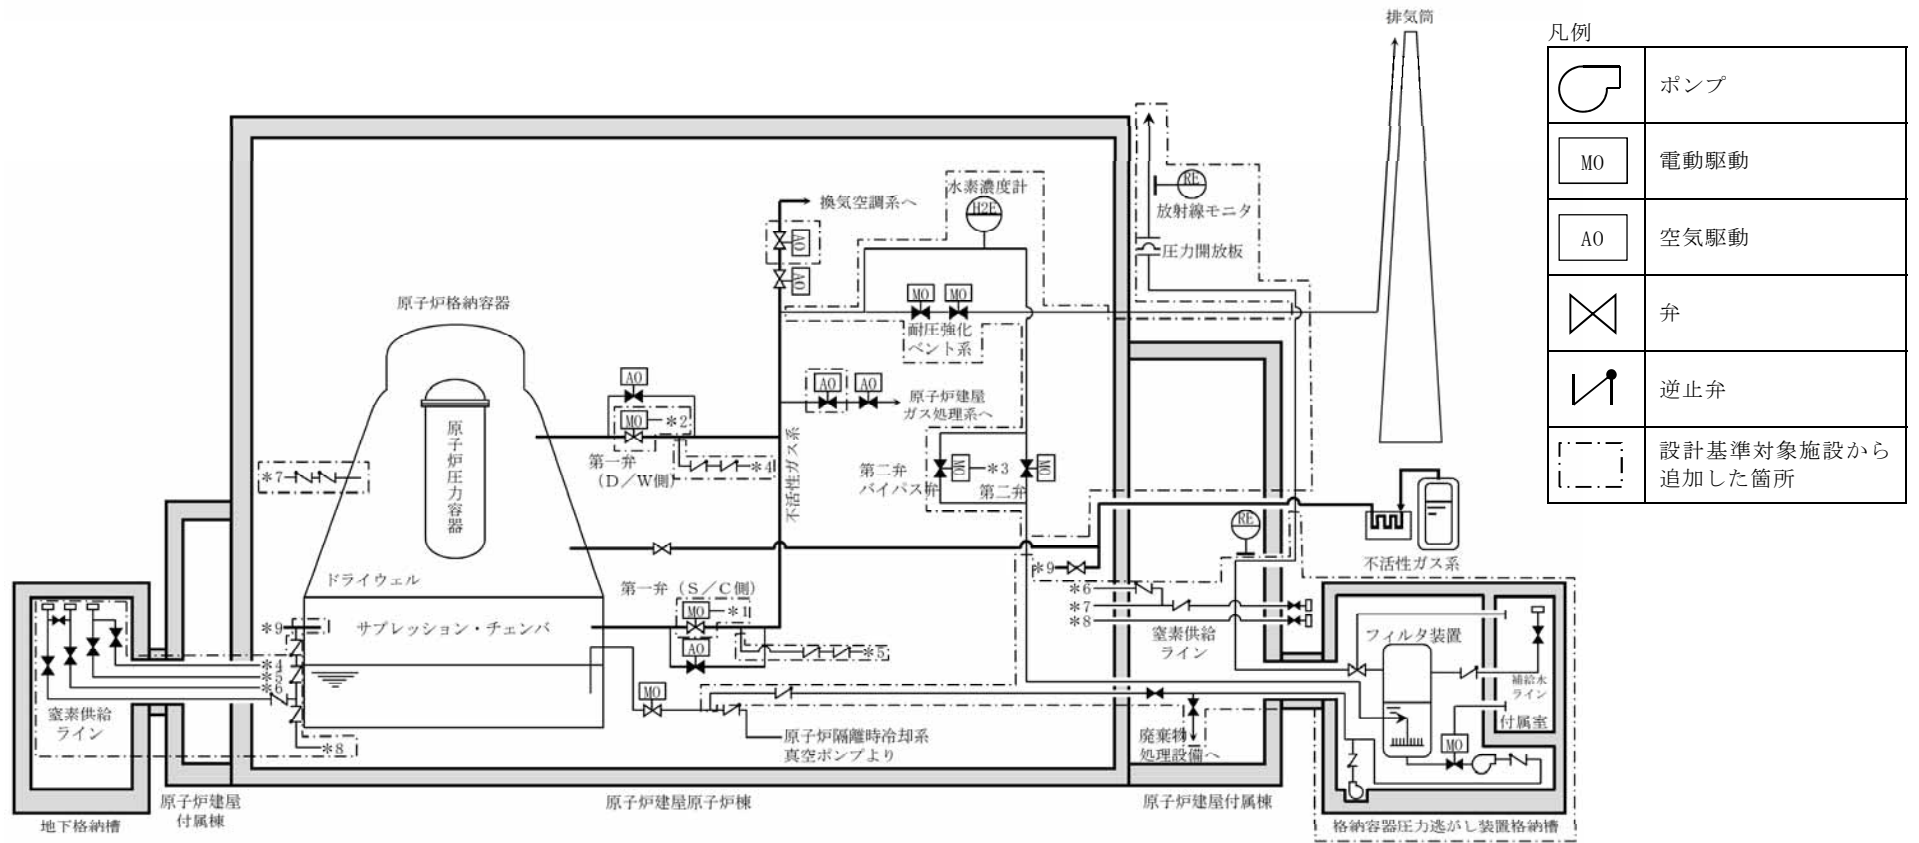 排気筒
凡例
ポンプ
MO
電動駆動
AO
空気駆動
弁
逆止弁
設計基準対象施設から
追加した箇所
水素濃度計
H2E
RE
放射線モニタ
換気空調系へ
AO
AO
圧力開放板
MO
MO
耐圧強化
ベント系
原子炉格納容器
AO
AO
AO
原子炉建屋
ガス処理系へ
MO
*2
原子炉圧力容器
不活性ガス系
第一弁
(D/W側)
*4
*7
第二弁
バイパス弁
MO
*3
第二弁
MO
RE
不活性ガス系
*9
ドライウェル
第一弁(S/C側)
MO
*1
*6
*7
*8
窒素供給
ライン
*9
サプレッション・チェンバ
AO
*5
フィルタ装置
*4
*5
*6
補給水
ライン
付属室
MO
MO
窒素供給
ライン
*8
原子炉隔離時冷却系
真空ポンプより
廃棄物
処理設備へ
原子炉建屋
付属棟
原子炉建屋原子炉棟
原子炉建屋付属棟
地下格納槽
格納容器圧力逃がし装置格納槽